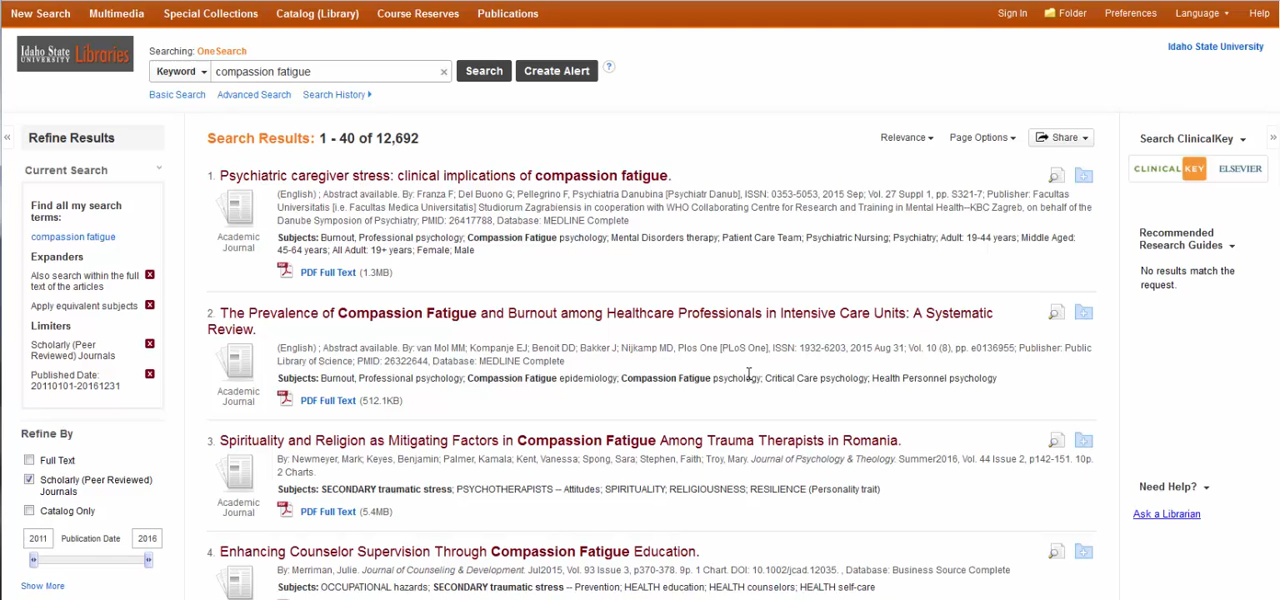 New Search Multimedia Special Collections Catalog (Library) Course Reserves Publications Sign In Folder Preferences Language Help
Idaho State UNIVERSITY Libraries
Searching: OneSearch
Idaho State University
Keyword compassion fatigue × Search Create Alert ?
Basic Search Advanced Search Search History
« Refine Results
Current Search
Find all my search
terms:
compassion fatigue
Expanders
Also search within the full
text of the articles
Apply equivalent subjects
Limiters
Scholarly (Peer
Reviewed) Journals
Published Date:
20110101-20161231
Refine By
Full Text
Scholarly (Peer Reviewed)
Journals
Catalog Only
2011 Publication Date 2016
Show More
Search Results: 1 - 40 of 12,692
Relevance Page Options Share
1. Psychiatric caregiver stress: clinical implications of compassion fatigue.
(English) ; Abstract available. By: Franza F; Del Buono G; Pellegrino F, Psychiatria Danubina [Psychiatr Danub], ISSN: 0353-5053, 2015 Sep; Vol. 27 Suppl 1, pp. S321-7; Publisher: Facultas
Universitatis [i.e. Facultas Medica Universitatis] Studiorum Zagrabiensis in cooperation with WHO Collaborating Centre for Research and Training in Mental Health--KBC Zagreb, on behalf of the
Danube Symposion of Psychiatry; PMID: 26417788, Database: MEDLINE Complete
Academic
Journal
Subjects: Burnout, Professional psychology; Compassion Fatigue psychology; Mental Disorders therapy; Patient Care Team; Psychiatric Nursing; Psychiatry; Adult: 19-44 years; Middle Aged:
45-64 years; All Adult: 19+ years; Female; Male
PDF Full Text (1.3MB)
2. The Prevalence of Compassion Fatigue and Burnout among Healthcare Professionals in Intensive Care Units: A Systematic
Review.
(English) ; Abstract available. By: van Mol MM; Kompanje EJ; Benoit DD; Bakker J; Nijkamp MD, Plos One [PLoS One], ISSN: 1932-6203, 2015 Aug 31; Vol. 10 (8), pp. e0136955; Publisher: Public
Library of Science; PMID: 26322644, Database: MEDLINE Complete
Academic
Journal
Subjects: Burnout, Professional psychology; Compassion Fatigue epidemiology; Compassion Fatigue psychology; Critical Care psychology; Health Personnel psychology
PDF Full Text (512.1KB)
3. Spirituality and Religion as Mitigating Factors in Compassion Fatigue Among Trauma Therapists in Romania.
By: Newmeyer, Mark; Keyes, Benjamin; Palmer, Kamala; Kent, Vanessa; Spong, Sara; Stephen, Faith; Troy, Mary. Journal of Psychology & Theology. Summer2016, Vol. 44 Issue 2, p142-151. 10p.
2 Charts.
Subjects: SECONDARY traumatic stress; PSYCHOTHERAPISTS -- Attitudes; SPIRITUALITY; RELIGIOUSNESS; RESILIENCE (Personality trait)
Academic
Journal
PDF Full Text (5.4MB)
4. Enhancing Counselor Supervision Through Compassion Fatigue Education.
By: Merriman, Julie. Journal of Counseling & Development. Jul2015, Vol. 93 Issue 3, p370-378. 9p. 1 Chart. DOI: 10.1002/jcad.12035. , Database: Business Source Complete
Subjects: OCCUPATIONAL hazards; SECONDARY traumatic stress -- Prevention; HEALTH education; HEALTH counselors; HEALTH self-care
Search ClinicalKey »
CLINICALKEY ELSEVIER
Recommended
Research Guides
No results match the
request.
Need Help?
Ask a Librarian